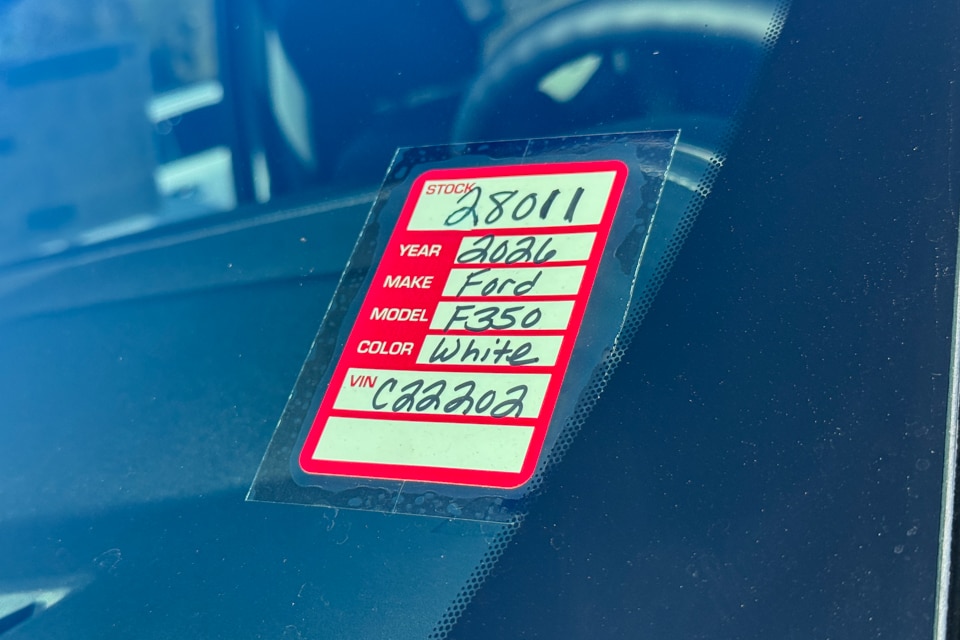 STOCK 28011
YEAR 2026
MAKE Ford
MODEL F350
COLOR White
VIN C22202